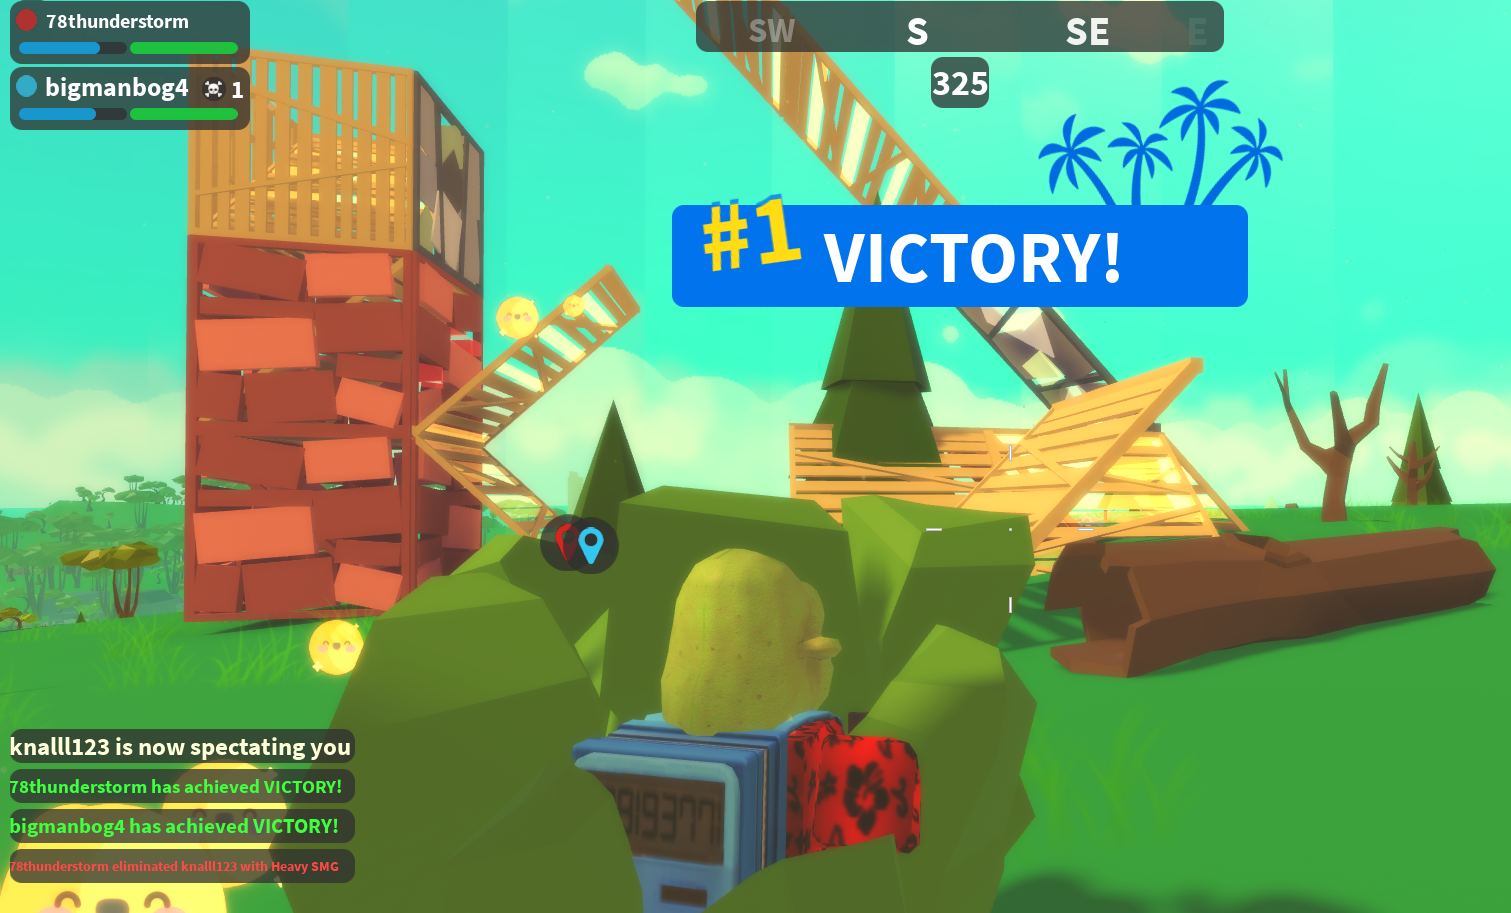 78thunderstorm
bigmanbog4 1
SW S SE E
325
#1 VICTORY!
knalll123 is now spectating you
78thunderstorm has achieved VICTORY!
bigmanbog4 has achieved VICTORY!
78thunderstorm eliminated knalll123 with Heavy SMG